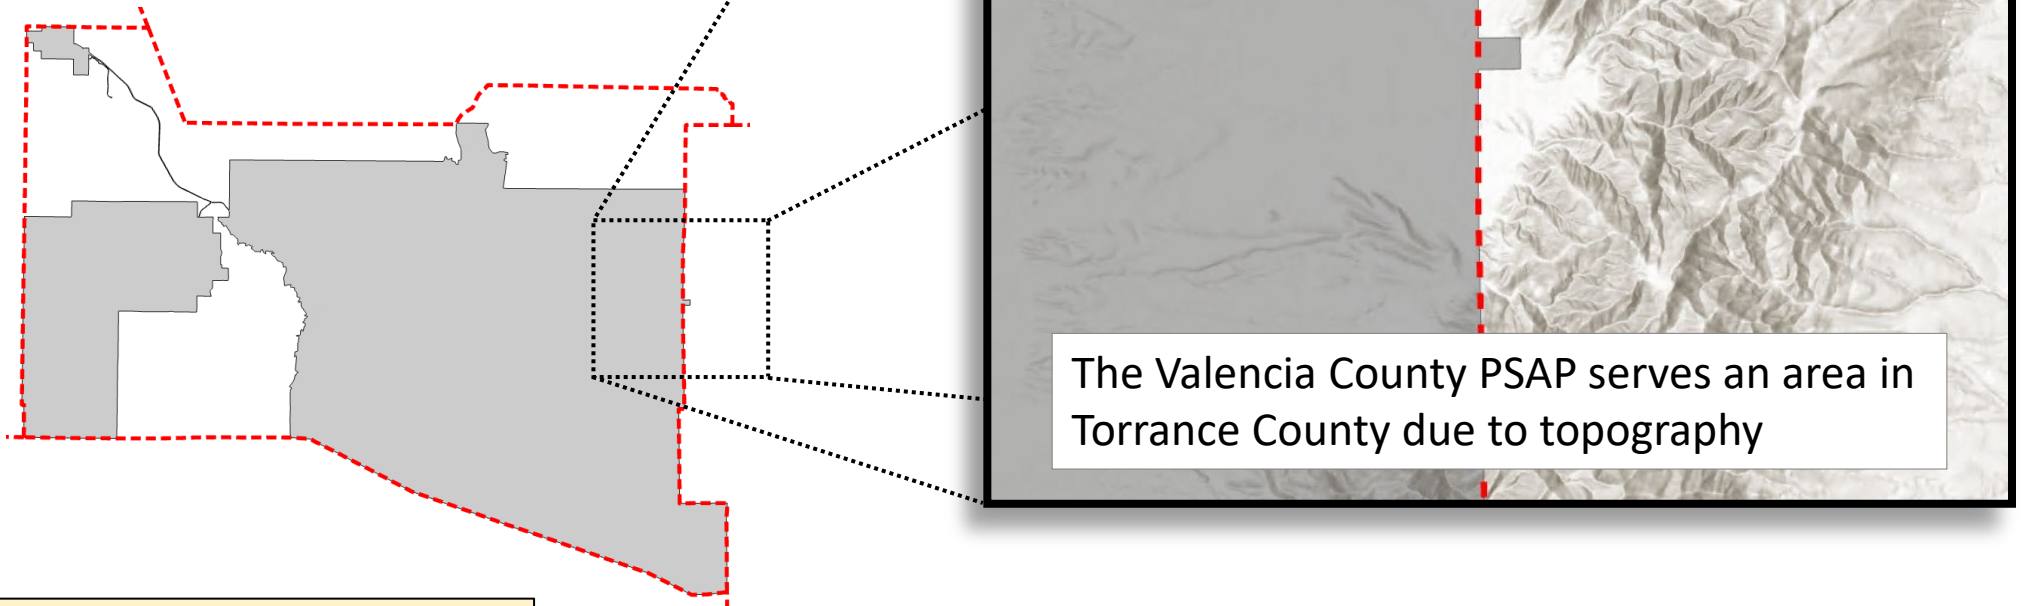 The Valencia County PSAP serves an area in
Torrance County due to topography